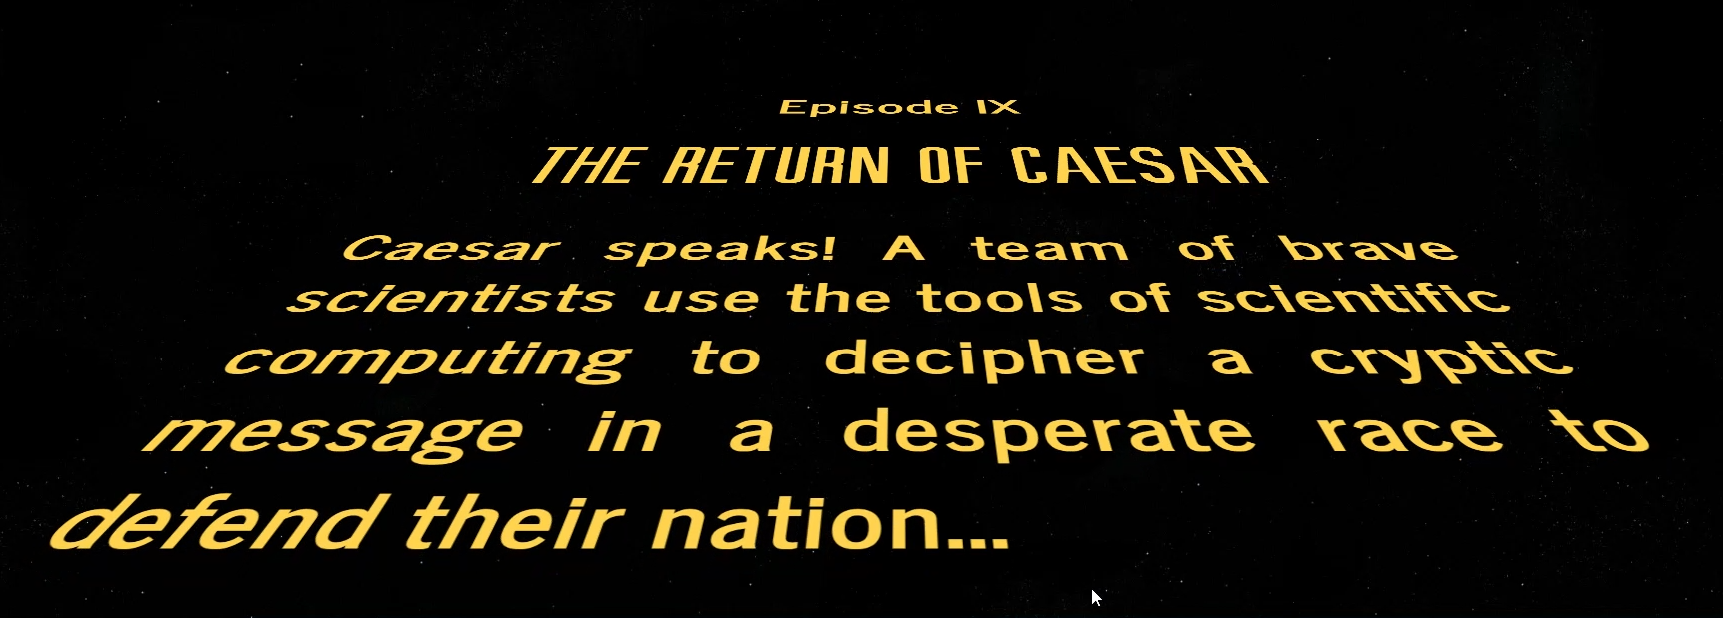 Episode IX
THE RETURN OF CAESAR
Caesar speaks! A team of brave
scientists use the tools of scientific
computing to decipher a cryptic
message in a desperate race to
defend their nation...